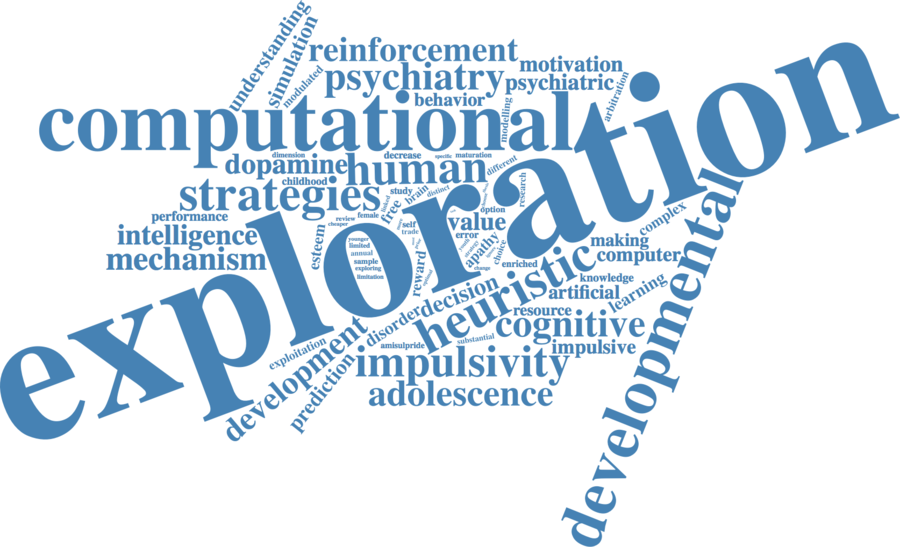 understanding
simulation
modulated
reinforcement
motivation
psychiatry
psychiatric
behavior
computational
modelling
arbitration
exploration
dimension
decrease
specific
maturation
dopamine
human
different
childhood
strategies
study
brain
distinct
research
free
linked
performance
review
female
cheaper
self
trade
value
option
error
intelligence
mechanism
esteem
younger
limited
annual
sample
exploring
limitation
reward
optimal
apathy
choice
change
enriched
making
complex
computer
developmental
heuristic
knowledge
artificial
learning
decision
disorder
resource
cognitive
impulsive
substantial
amisulpride
exploitation
development
prediction
impulsivity
adolescence